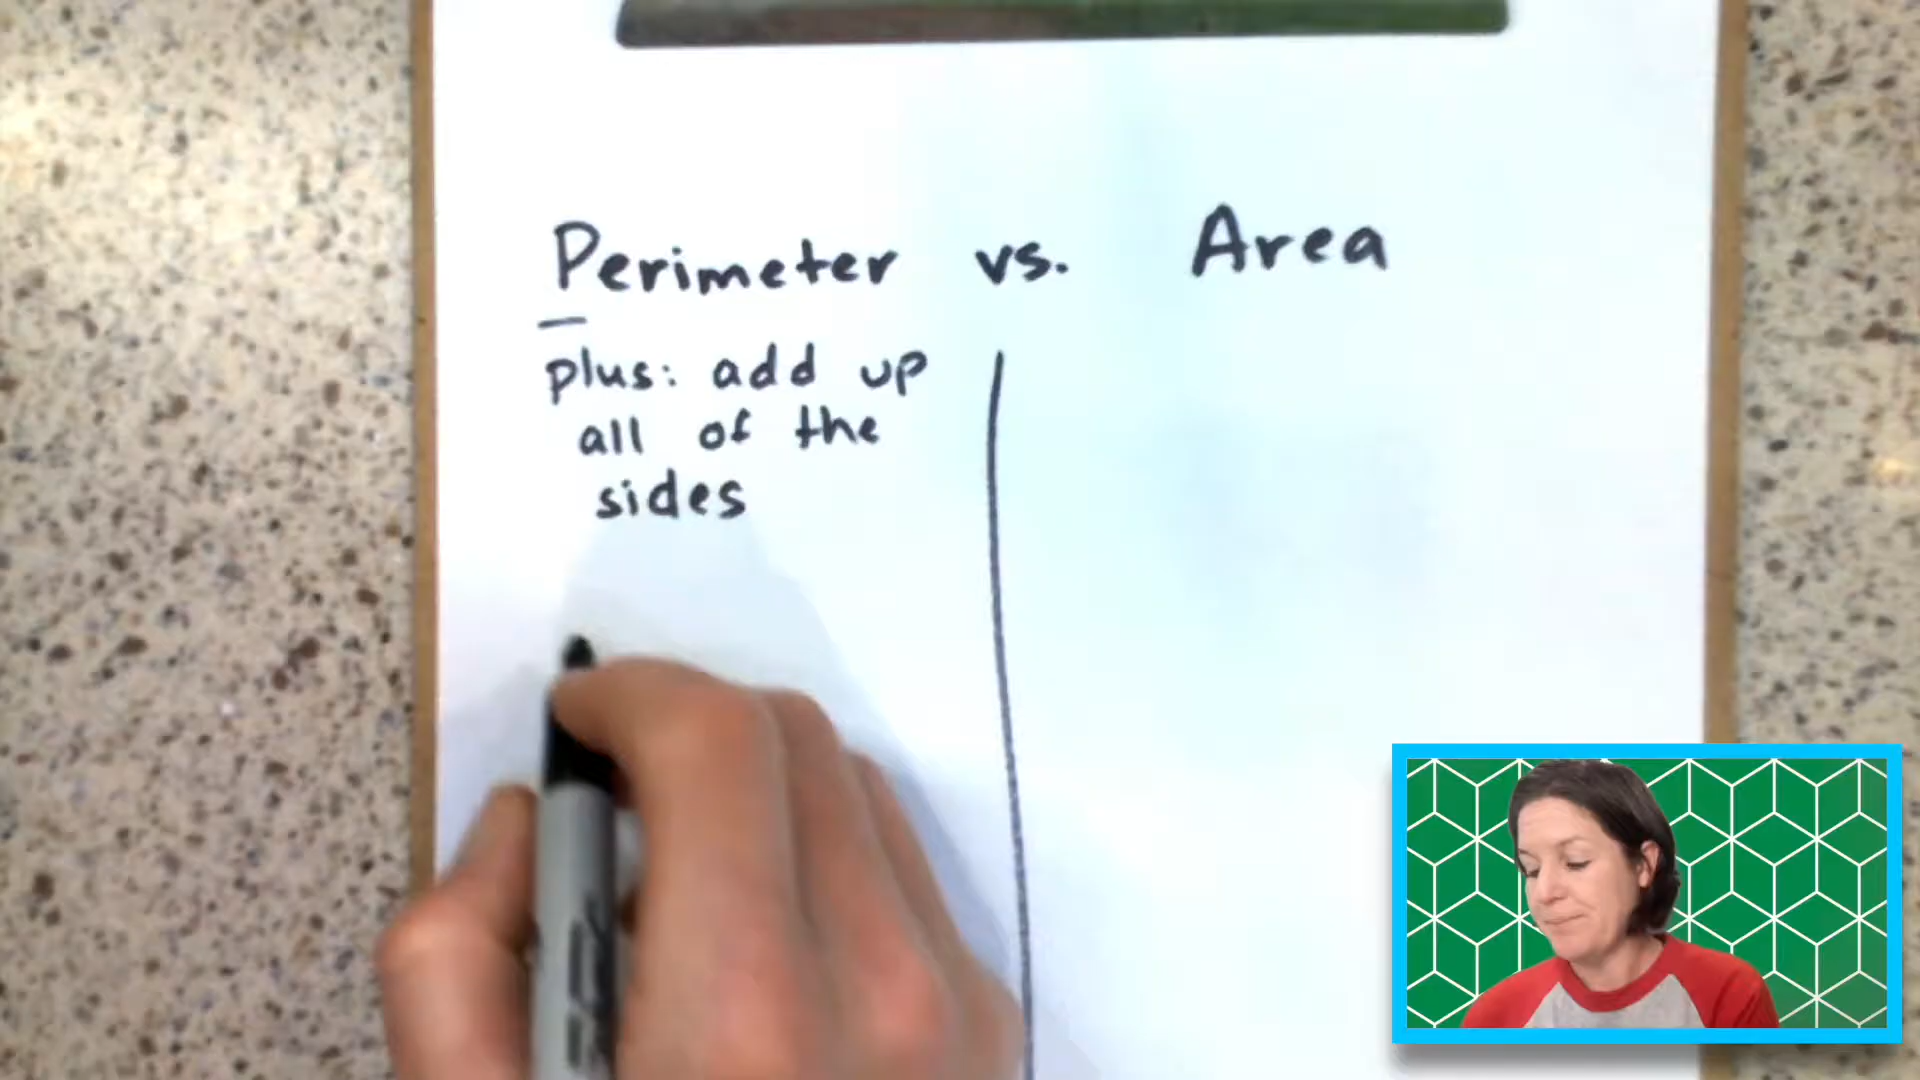 Perimeter vs. Area
plus: add up
all of the
sides